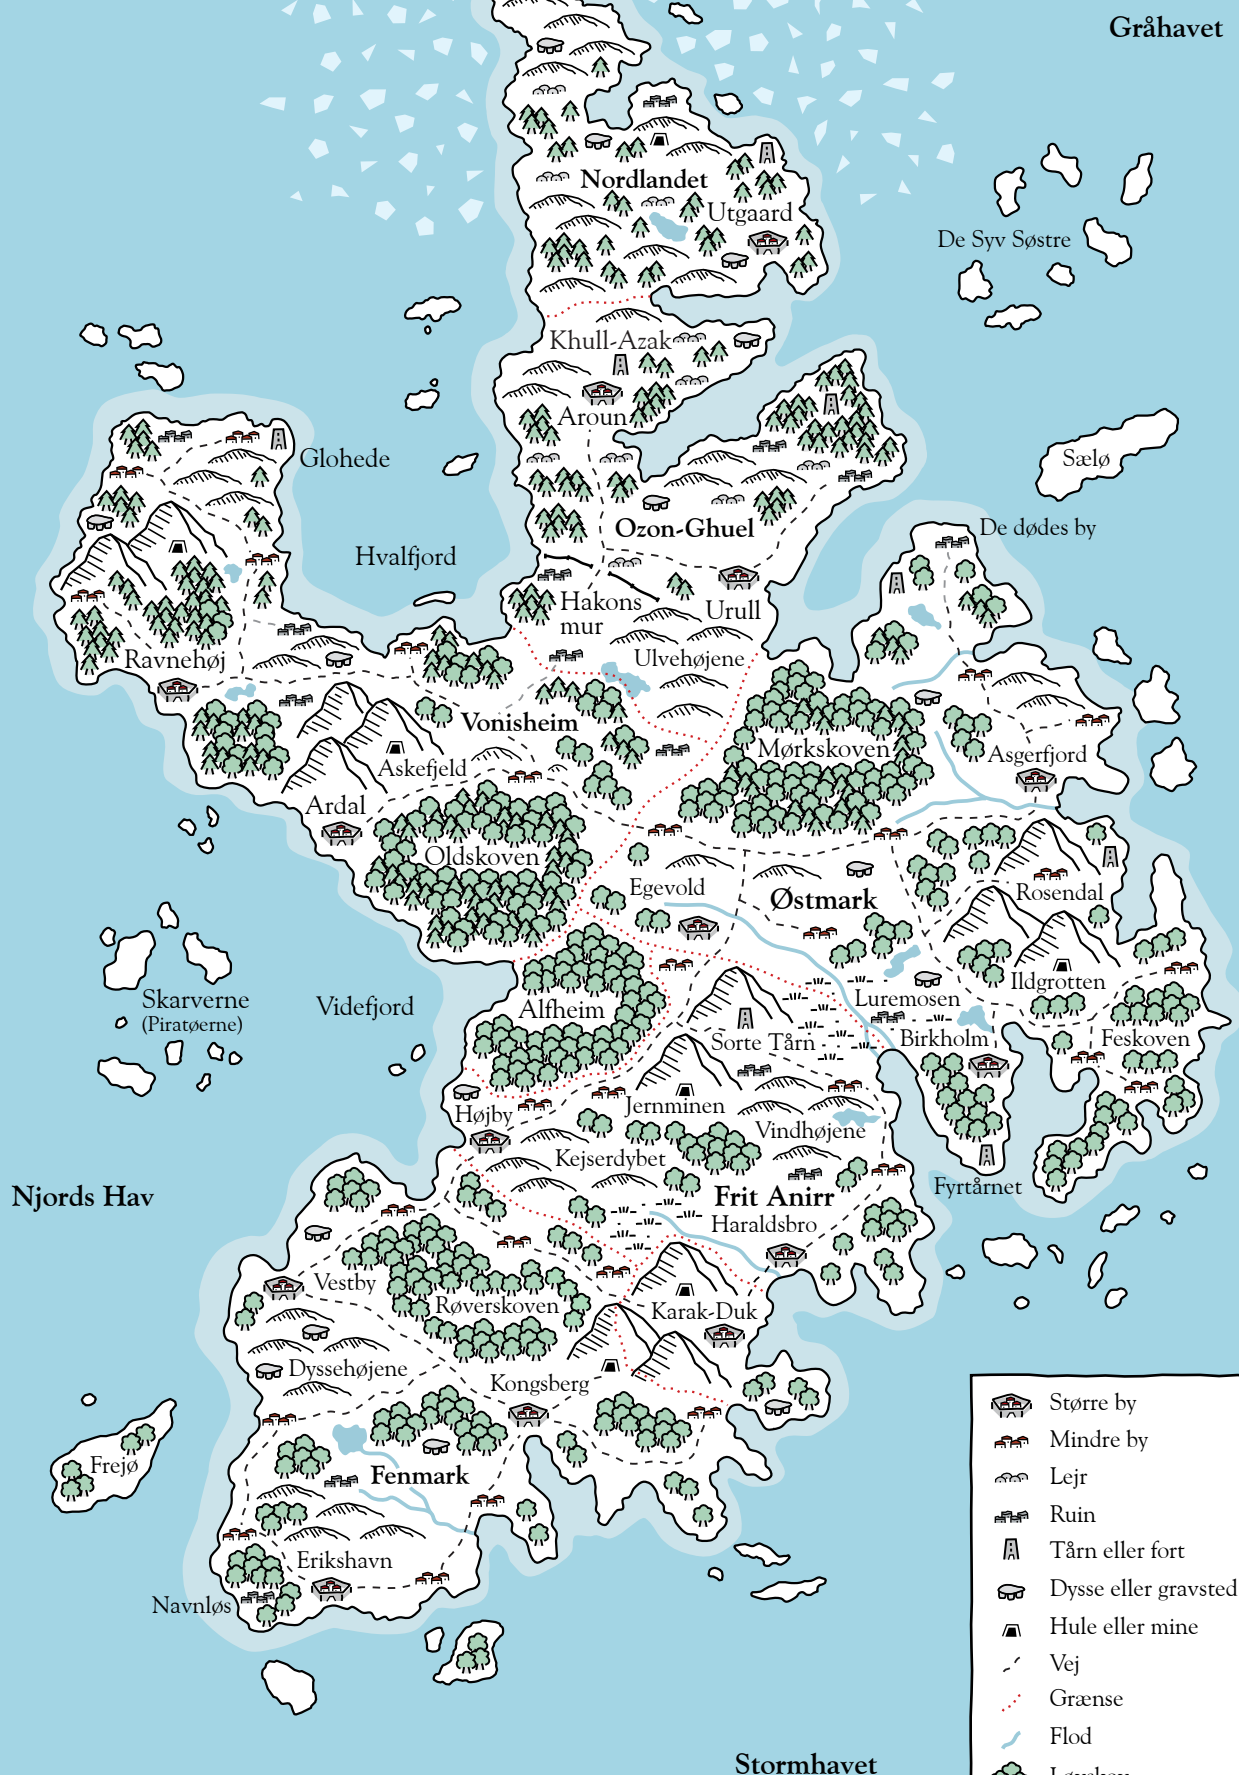 Gråhavet
Nordlandet
Utgaard
De Syv Søstre
Khull-Azak
Aroun
Glohede
Sælø
Ozon-Ghuel
De dødes by
Hvalfjord
Hakons
mur
Urull
Ulvehøjene
Ravnehøj
Vonisheim
Mørkskoven
Asgerfjord
Askefjeld
Ardal
Oldskoven
Egevold
Østmark
Rosendal
Ildgrotten
Skarverne
(Piratøerne)
Videfjord
Alfheim
Luremosen
Sorte Tårn
Birkholm
Feskoven
Højby
Jernminen
Vindhøjene
Kejserdybet
Njords Hav
Frit Anirr
Fyrtårnet
Haraldsbro
Vestby
Røverskoven
Karak-Duk
Dyssehøjene
Kongsberg
Frejø
Fenmark
Erikshavn
Navnløs
Stormhavet
Større by
Mindre by
Lejr
Ruin
Tårn eller fort
Dysse eller gravsted
Hule eller mine
Vej
Grænse
Flod
Løvskov